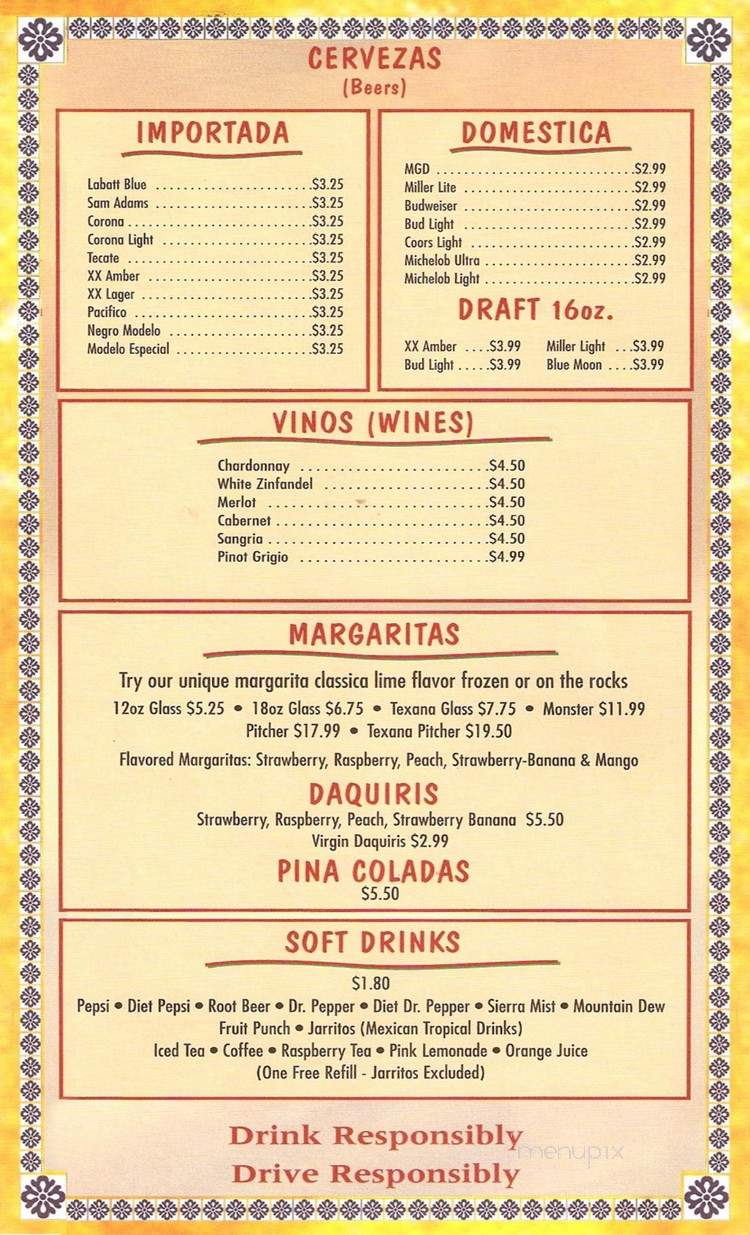 CERVEZAS
(Beers)
IMPORTADA
Labatt Blue ......................$3.25
Sam Adams ......................$3.25
Corona ..........................$3.25
Corona Light ....................$3.25
Tecate ..........................$3.25
XX Amber .......................$3.25
XX Lager .......................$3.25
Pacifico .........................$3.25
Negro Modelo ...................$3.25
Modelo Especial ..................$3.25
DOMESTICA
MGD ............................$2.99
Miller Lite ........................$2.99
Budweiser ........................$2.99
Bud Light ........................$2.99
Coors Light .......................$2.99
Michelob Ultra .....................$2.99
Michelob Light .....................$2.99
DRAFT 16oz.
XX Amber ....$3.99 Miller Light ...$3.99
Bud Light .....$3.99 Blue Moon ....$3.99
VINOS (WINES)
Chardonnay ........................$4.50
White Zinfandel .....................$4.50
Merlot ............................$4.50
Cabernet ...........................$4.50
Sangria ............................$4.50
Pinot Grigio ........................$4.99
MARGARITAS
Try our unique margarita classica lime flavor frozen or on the rocks
12oz Glass $5.25 • 18oz Glass $6.75 • Texana Glass $7.75 • Monster $11.99
Pitcher $17.99 • Texana Pitcher $19.50
Flavored Margaritas: Strawberry, Raspberry, Peach, Strawberry-Banana & Mango
DAQUIRIS
Strawberry, Raspberry, Peach, Strawberry Banana $5.50
Virgin Daquiris $2.99
PINA COLADAS
$5.50
SOFT DRINKS
$1.80
Pepsi • Diet Pepsi • Root Beer • Dr. Pepper • Diet Dr. Pepper • Sierra Mist • Mountain Dew
Fruit Punch • Jarritos (Mexican Tropical Drinks)
Iced Tea • Coffee • Raspberry Tea • Pink Lemonade • Orange Juice
(One Free Refill - Jarritos Excluded)
Drink Responsibly
menupix
Drive Responsibly